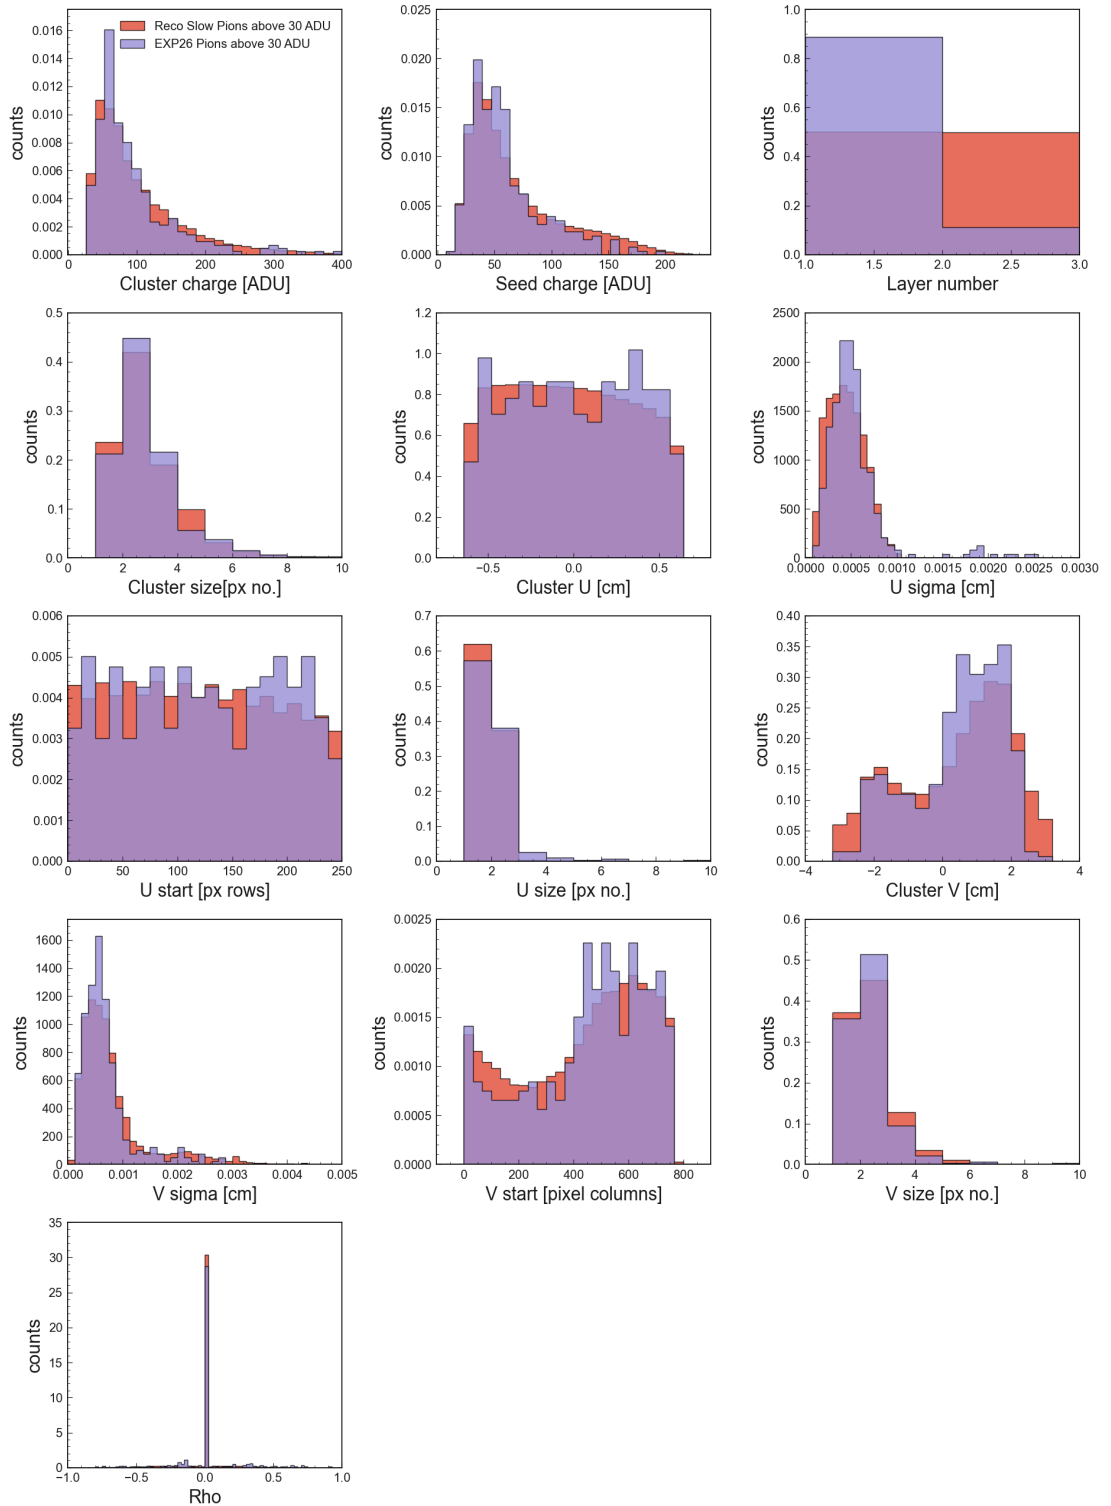 Reco Slow Pions above 30 ADU
EXP26 Pions above 30 ADU
counts
0.000 0.002 0.004 0.006 0.008 0.010 0.012 0.014 0.016
0 100 200 300 400
Cluster charge [ADU]
counts
0.000 0.005 0.010 0.015 0.020 0.025
0 50 100 150 200
Seed charge [ADU]
counts
0.0 0.2 0.4 0.6 0.8 1.0
1.0 1.5 2.0 2.5 3.0
Layer number
counts
0.0 0.1 0.2 0.3 0.4 0.5
0 2 4 6 8 10
Cluster size[px no.]
counts
0.0 0.2 0.4 0.6 0.8 1.0 1.2
−0.5 0.0 0.5
Cluster U [cm]
counts
0 500 1000 1500 2000 2500
0.0000 0.0005 0.0010 0.0015 0.0020 0.0025 0.0030
U sigma [cm]
counts
0.000 0.001 0.002 0.003 0.004 0.005 0.006
0 50 100 150 200 250
U start [px rows]
counts
0.0 0.1 0.2 0.3 0.4 0.5 0.6 0.7
0 2 4 6 8 10
U size [px no.]
counts
0.00 0.05 0.10 0.15 0.20 0.25 0.30 0.35 0.40
−4 −2 0 2 4
Cluster V [cm]
counts
0 200 400 600 800 1000 1200 1400 1600
0.000 0.001 0.002 0.003 0.004 0.005
V sigma [cm]
counts
0.0000 0.0005 0.0010 0.0015 0.0020 0.0025
0 200 400 600 800
V start [pixel columns]
counts
0.0 0.1 0.2 0.3 0.4 0.5 0.6
0 2 4 6 8 10
V size [px no.]
counts
0 5 10 15 20 25 30 35
−1.0 −0.5 0.0 0.5 1.0
Rho